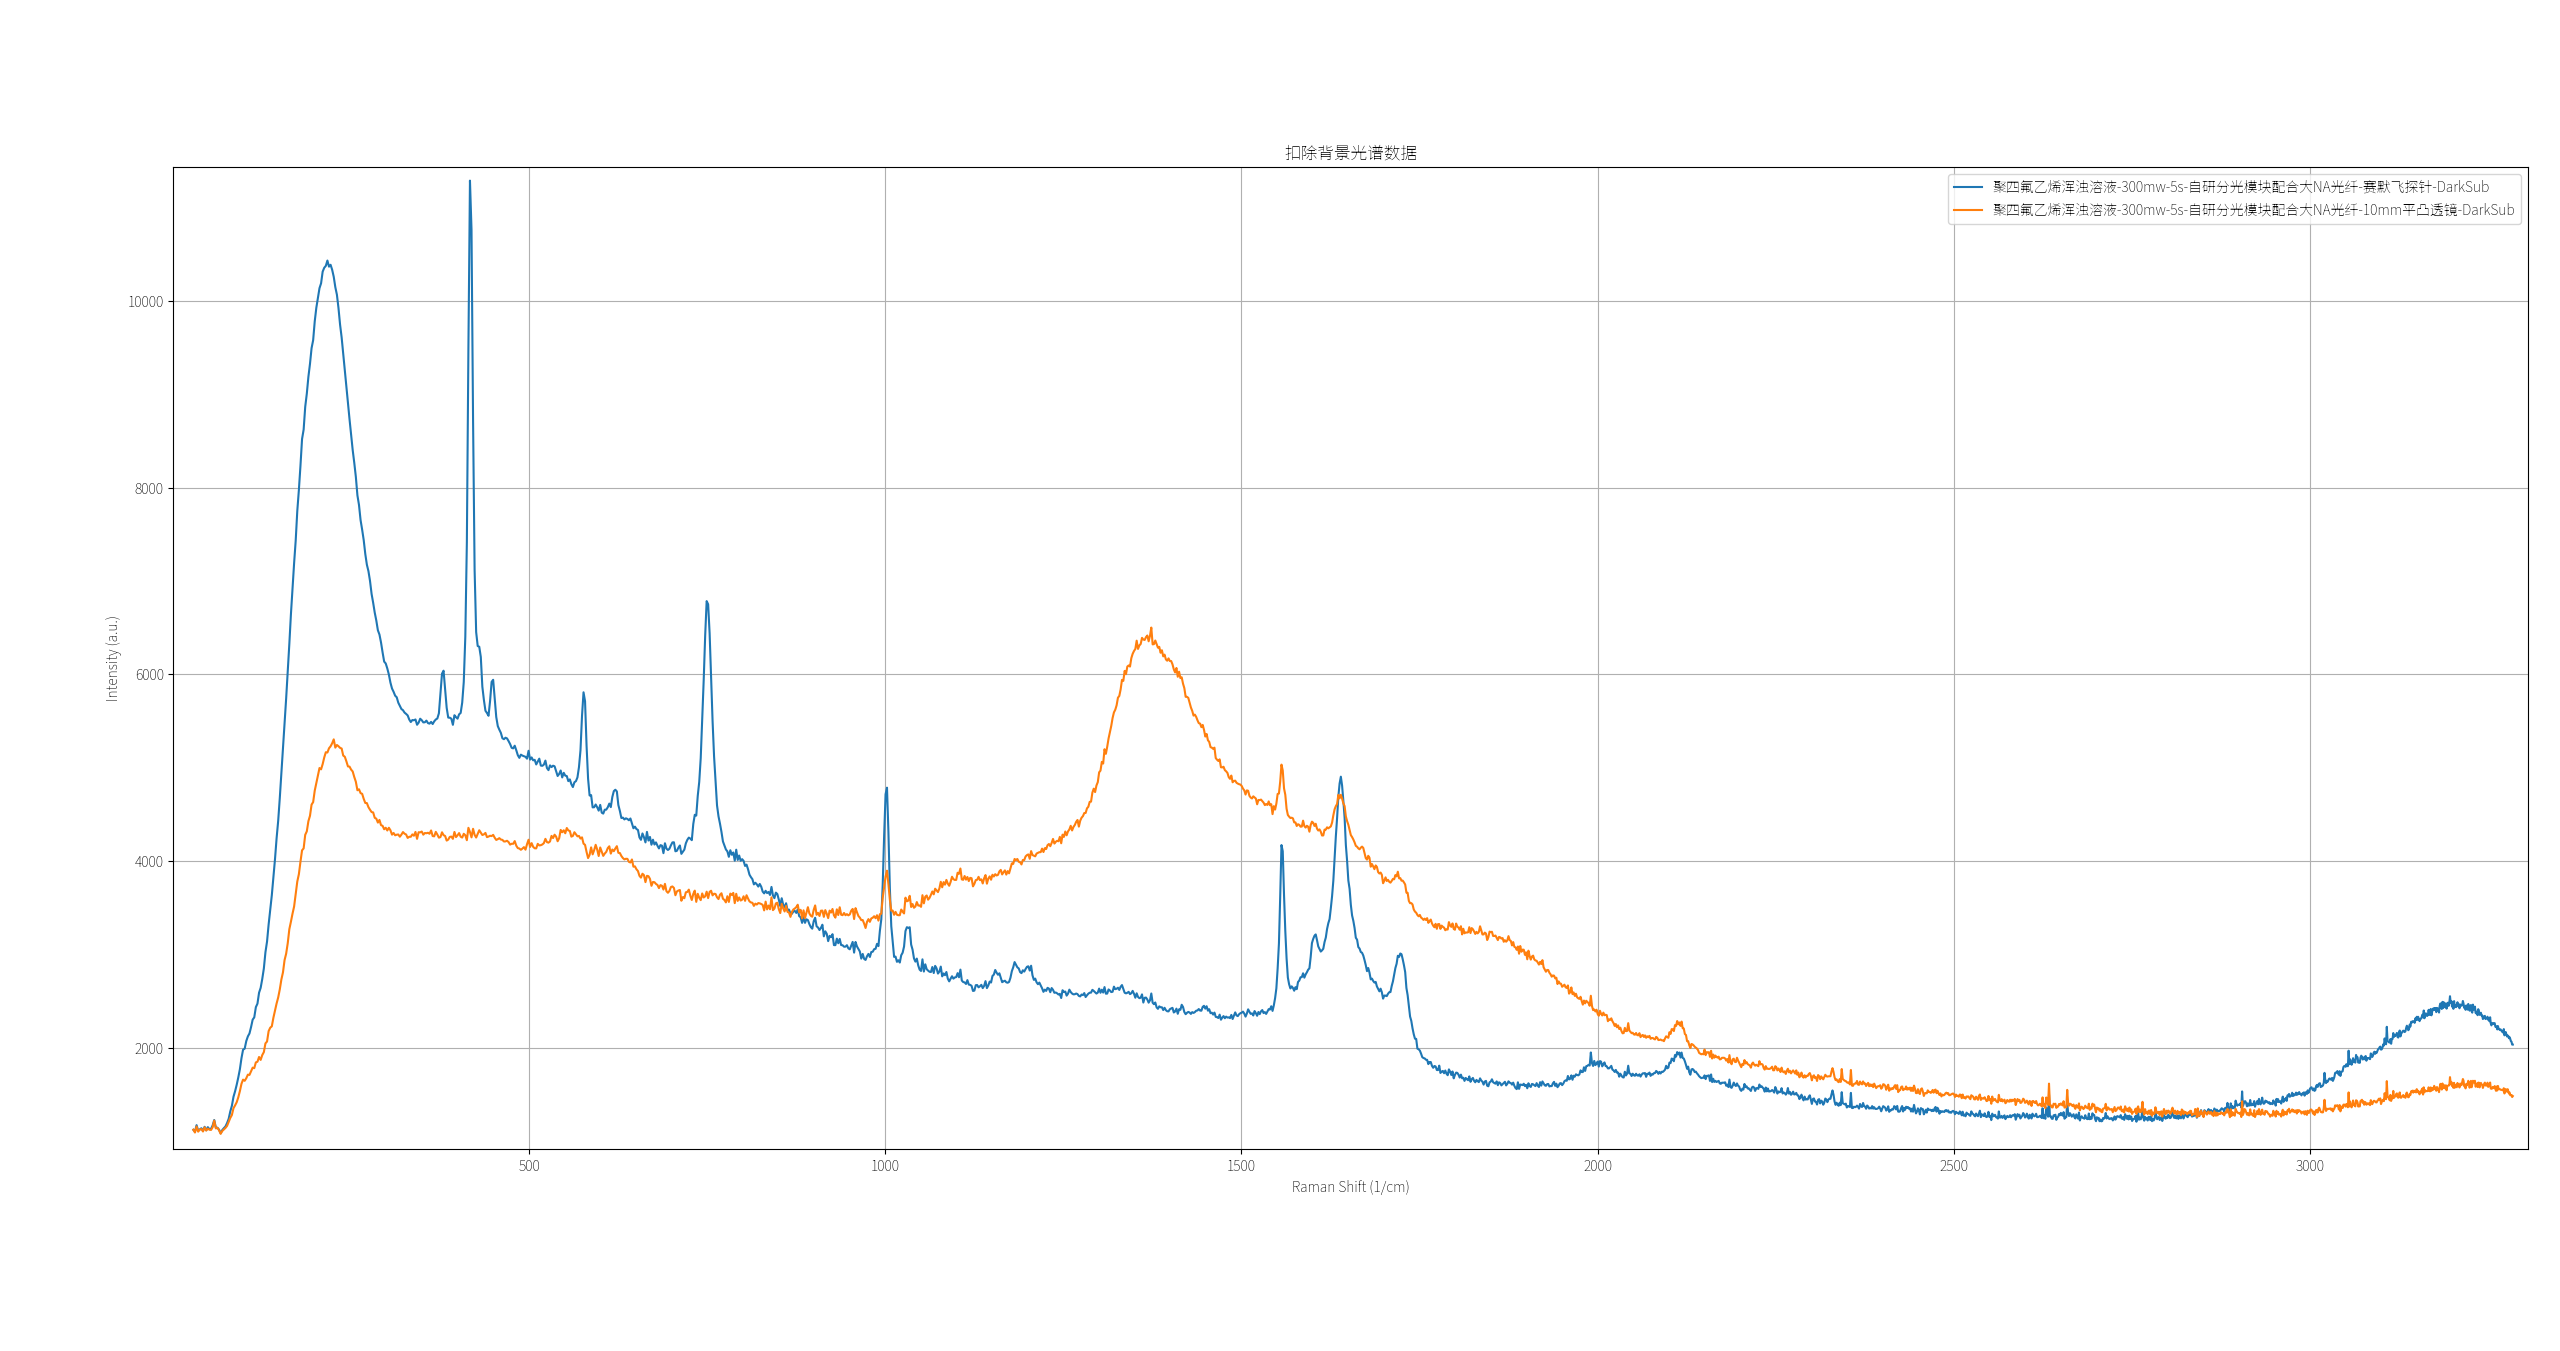 扣除背景光谱数据
聚四氟乙烯浑浊溶液-300mw-5s-自研分光模块配合大NA光纤-赛默飞探针-DarkSub
聚四氟乙烯浑浊溶液-300mw-5s-自研分光模块配合大NA光纤-10mm平凸透镜-DarkSub
10000
8000
6000
4000
2000
Intensity (a.u.)
500 1000 1500 2000 2500 3000
Raman Shift (1/cm)